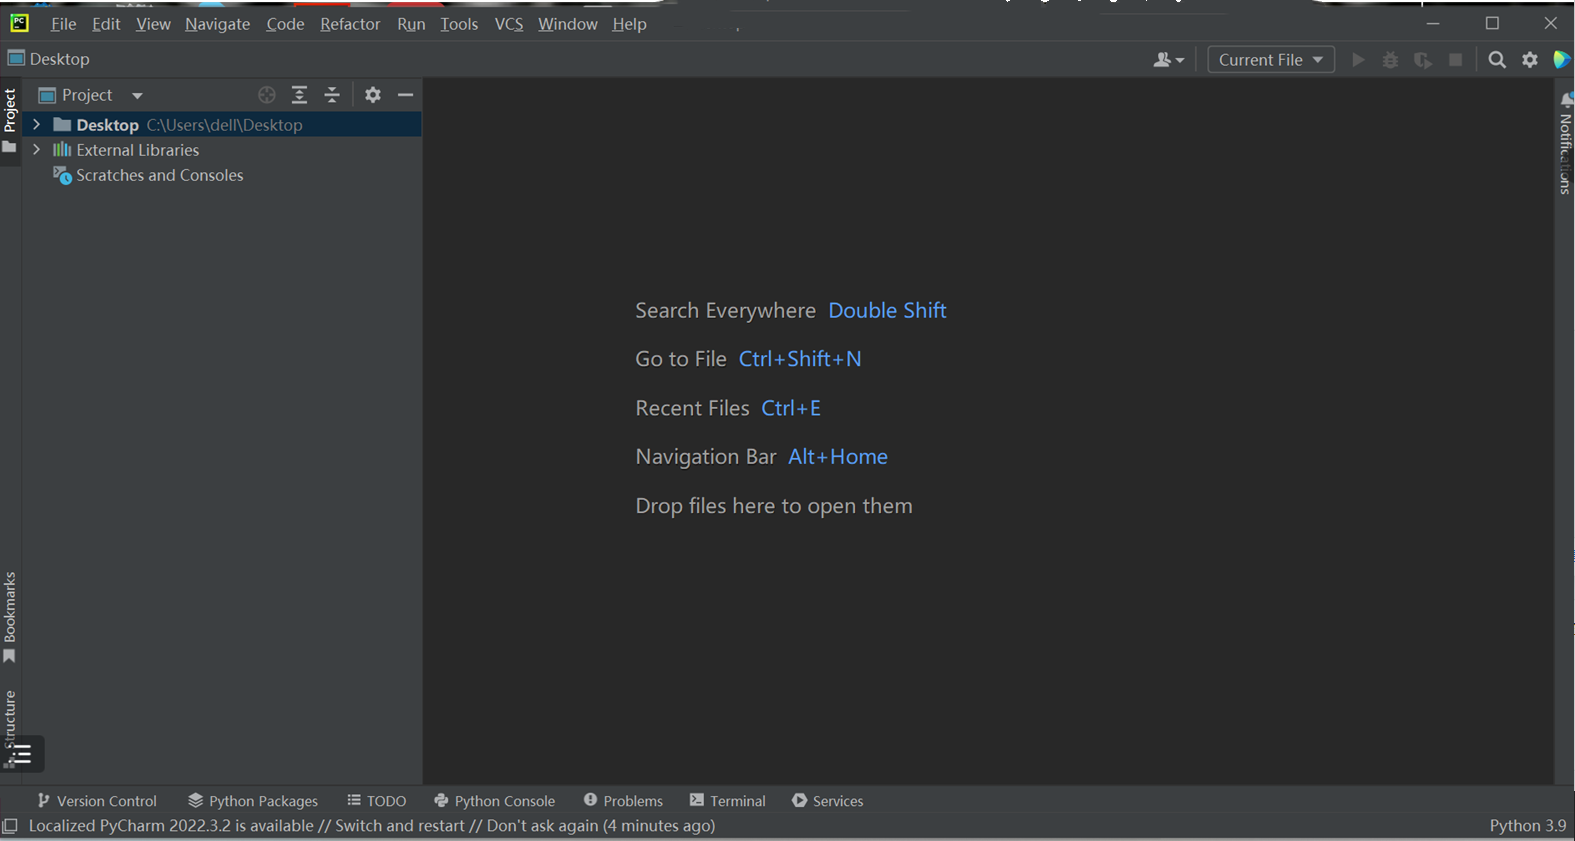 PC File Edit View Navigate Code Refactor Run Tools VCS Window Help
Desktop Current File
Project
Project
Desktop C:\Users\dell\Desktop
External Libraries
Scratches and Consoles
Notifications
Search Everywhere Double Shift
Go to File Ctrl+Shift+N
Recent Files Ctrl+E
Navigation Bar Alt+Home
Drop files here to open them
Bookmarks
Structure
Version Control Python Packages TODO Python Console Problems Terminal Services
Localized PyCharm 2022.3.2 is available // Switch and restart // Don't ask again (4 minutes ago) Python 3.9